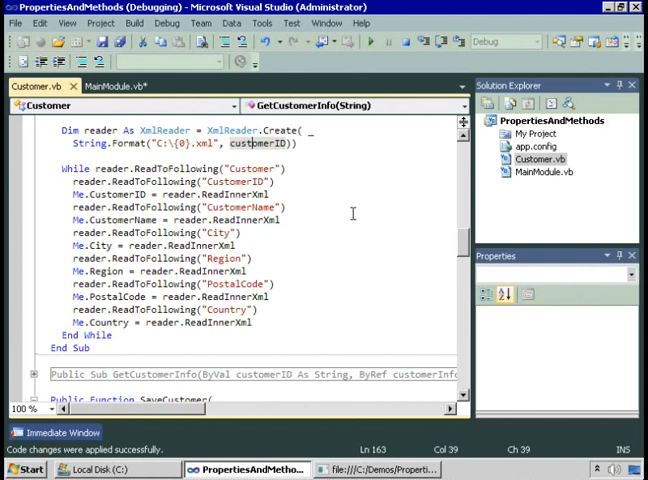 PropertiesAndMethods (Debugging) - Microsoft Visual Studio (Administrator)
File Edit View Project Build Debug Team Data Tools Test Window Help
Debug
Customer.vb MainModule.vb*
Customer GetCustomerInfo(String)
Dim reader As XmlReader = XmlReader.Create( _
String.Format("C:\{0}.xml", customerID))
While reader.ReadToFollowing("Customer")
reader.ReadToFollowing("CustomerID")
Me.CustomerID = reader.ReadInnerXml
reader.ReadToFollowing("CustomerName")
Me.CustomerName = reader.ReadInnerXml
reader.ReadToFollowing("City")
Me.City = reader.ReadInnerXml
reader.ReadToFollowing("Region")
Me.Region = reader.ReadInnerXml
reader.ReadToFollowing("PostalCode")
Me.PostalCode = reader.ReadInnerXml
reader.ReadToFollowing("Country")
Me.Country = reader.ReadInnerXml
End While
End Sub
Public Sub GetCustomerInfo(ByVal customerID As String, ByRef customerInfo
Public Function SaveCustomer(
100 %
Solution Explorer
PropertiesAndMethods
My Project
app.config
Customer.vb
MainModule.vb
Properties
Immediate Window
Code changes were applied successfully. Ln 163 Col 39 Ch 39 INS
Start Local Disk (C:) PropertiesAndMetho... file:///C:/Demos/Properti...